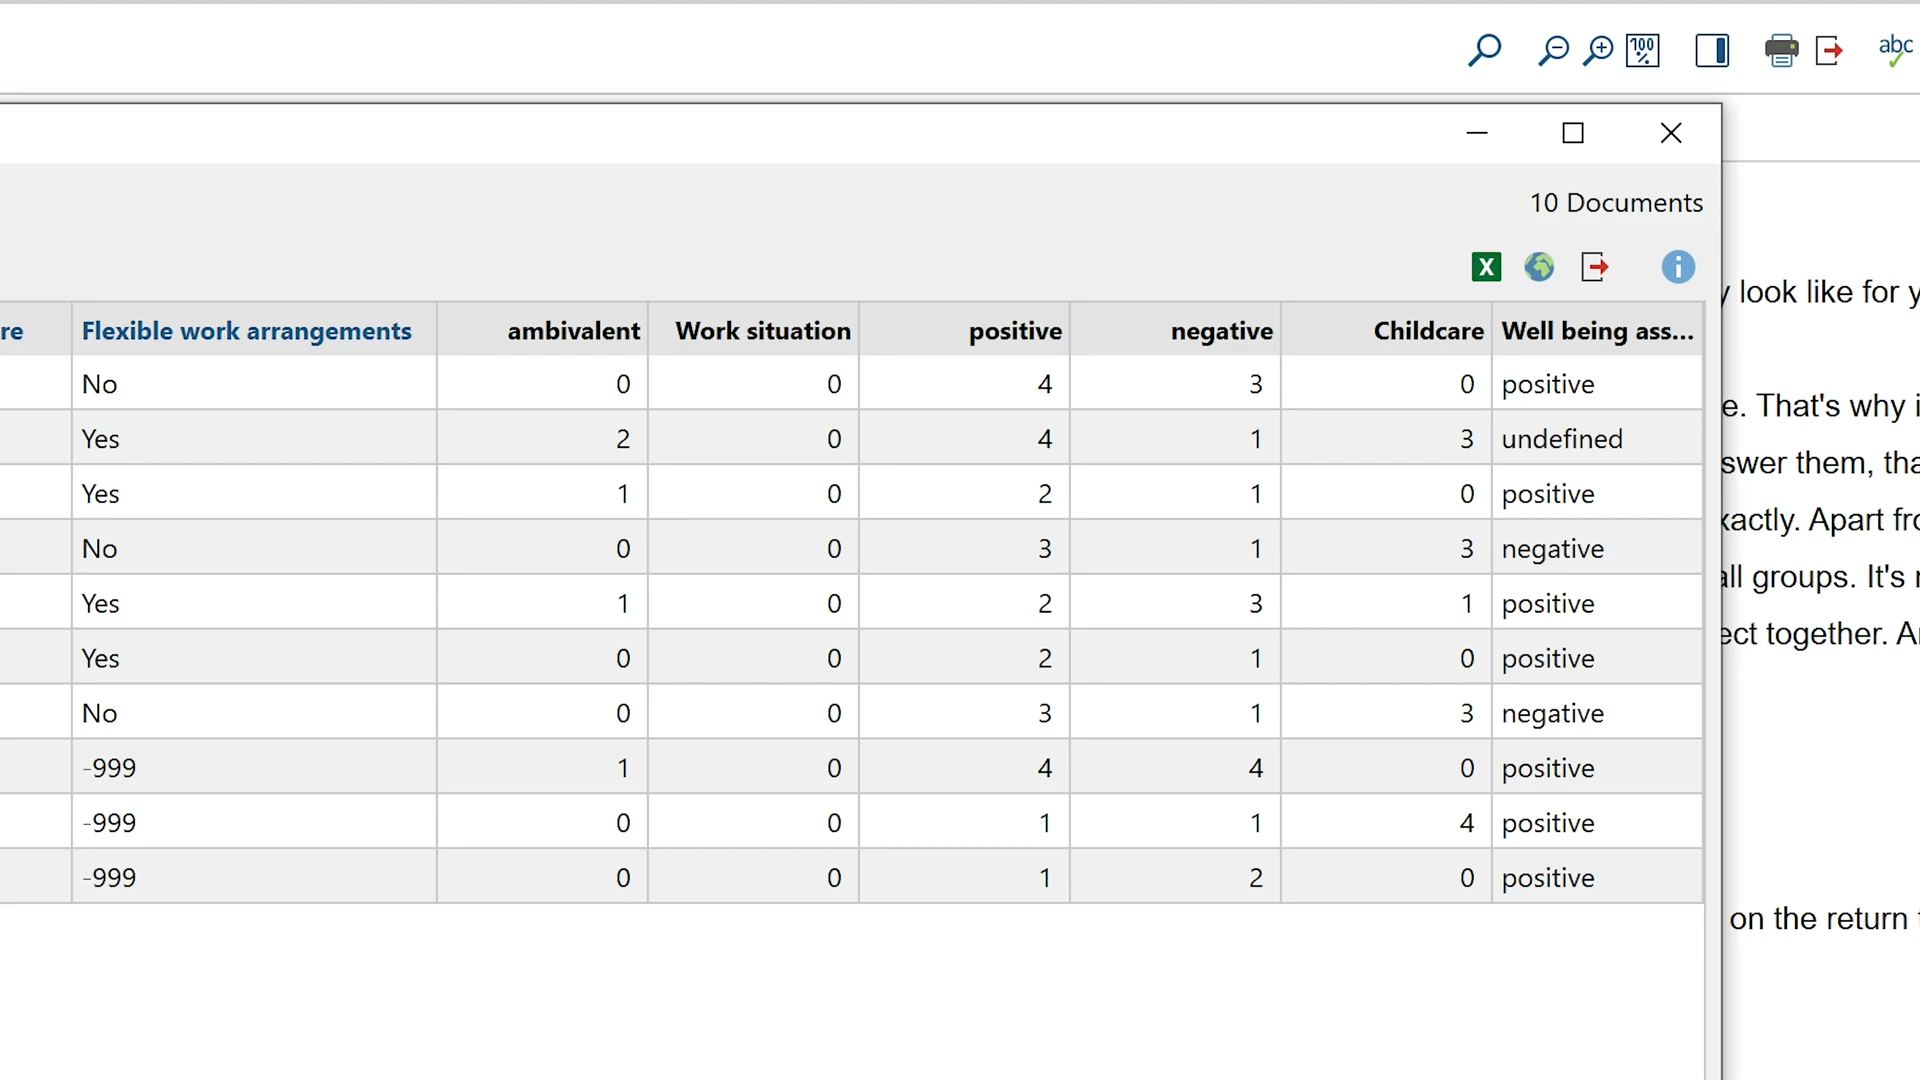 100 %
abc
10 Documents
X
i
re Flexible work arrangements ambivalent Work situation positive negative Childcare Well being ass...
No 0 0 4 3 0 positive
Yes 2 0 4 1 3 undefined
Yes 1 0 2 1 0 positive
No 0 0 3 1 3 negative
Yes 1 0 2 3 1 positive
Yes 0 0 2 1 0 positive
No 0 0 3 1 3 negative
-999 1 0 4 4 0 positive
-999 0 0 1 1 4 positive
-999 0 0 1 2 0 positive
y look like for y
e. That's why i
swer them, tha
xactly. Apart fro
all groups. It's
ect together. A
on the return